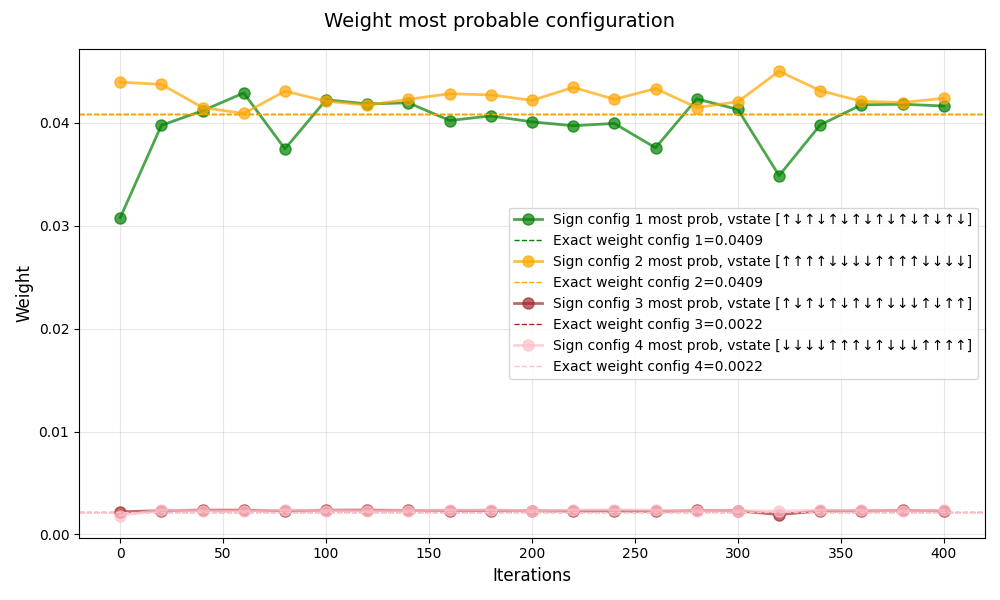 Weight most probable configuration
Weight
0.04
0.03
0.02
0.01
0.00
Sign config 1 most prob, vstate [↑↓↑↓↑↓↑↓↑↓↑↓↑↓↑↓]
Exact weight config 1=0.0409
Sign config 2 most prob, vstate [↑↑↑↑↓↓↓↓↑↑↑↑↓↓↓↓]
Exact weight config 2=0.0409
Sign config 3 most prob, vstate [↑↓↑↓↑↓↑↓↑↓↓↓↑↓↑↑]
Exact weight config 3=0.0022
Sign config 4 most prob, vstate [↓↓↓↓↑↑↑↓↑↓↓↓↑↑↑↑]
Exact weight config 4=0.0022
0 50 100 150 200 250 300 350 400
Iterations